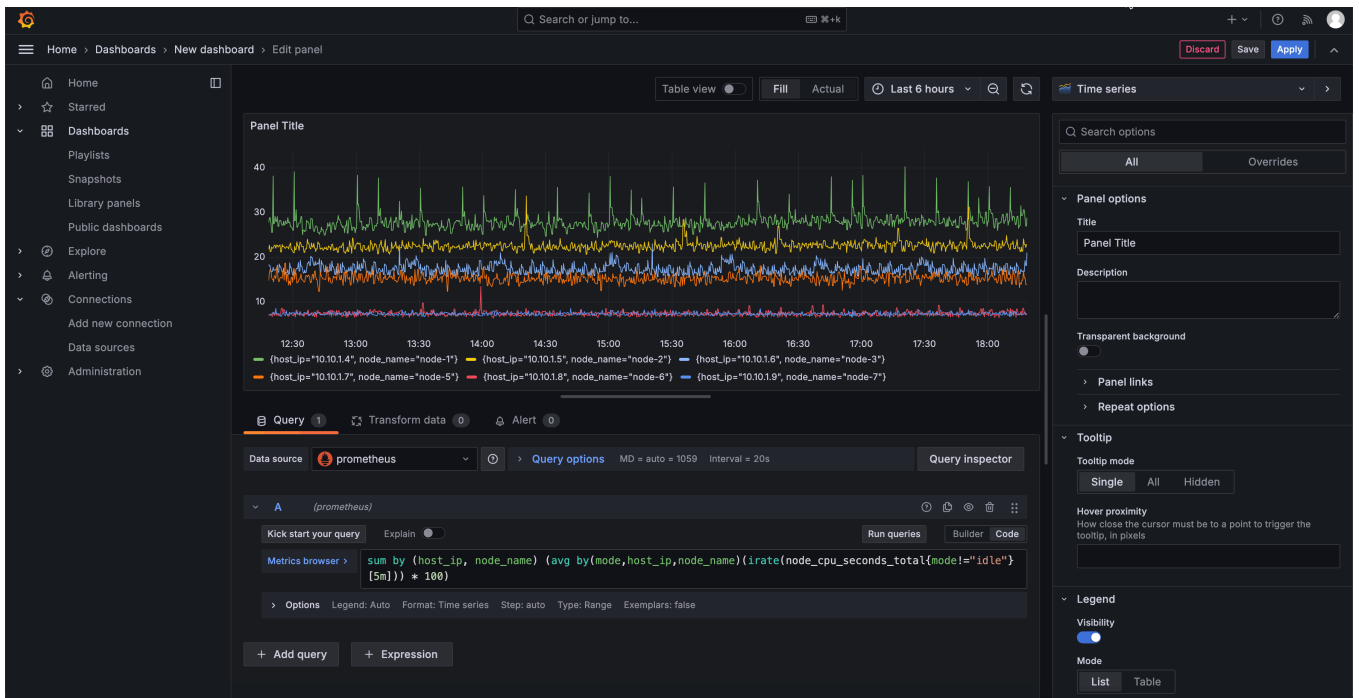 Search or jump to...
⌘+k
Home › Dashboards › New dashboard › Edit panel
Discard
Save
Apply
Home
Starred
Dashboards
Playlists
Snapshots
Library panels
Public dashboards
Explore
Alerting
Connections
Add new connection
Data sources
Administration
Table view
Fill
Actual
Last 6 hours
Panel Title
40
30
20
10
12:30 13:00 13:30 14:00 14:30 15:00 15:30 16:00 16:30 17:00 17:30 18:00
{host_ip="10.10.1.4", node_name="node-1"} {host_ip="10.10.1.5", node_name="node-2"} {host_ip="10.10.1.6", node_name="node-3"}
{host_ip="10.10.1.7", node_name="node-5"} {host_ip="10.10.1.8", node_name="node-6"} {host_ip="10.10.1.9", node_name="node-7"}
Query 1
Transform data 0
Alert 0
Data source
prometheus
Query options MD = auto = 1059 Interval = 20s
Query inspector
A (prometheus)
Kick start your query
Explain
Run queries
Builder
Code
Metrics browser >
sum by (host_ip, node_name) (avg by(mode,host_ip,node_name)(irate(node_cpu_seconds_total{mode!="idle"}
[5m])) * 100)
Options Legend: Auto Format: Time series Step: auto Type: Range Exemplars: false
+ Add query
+ Expression
Time series
Search options
All
Overrides
Panel options
Title
Panel Title
Description
Transparent background
Panel links
Repeat options
Tooltip
Tooltip mode
Single
All
Hidden
Hover proximity
How close the cursor must be to a point to trigger the
tooltip, in pixels
Legend
Visibility
Mode
List
Table